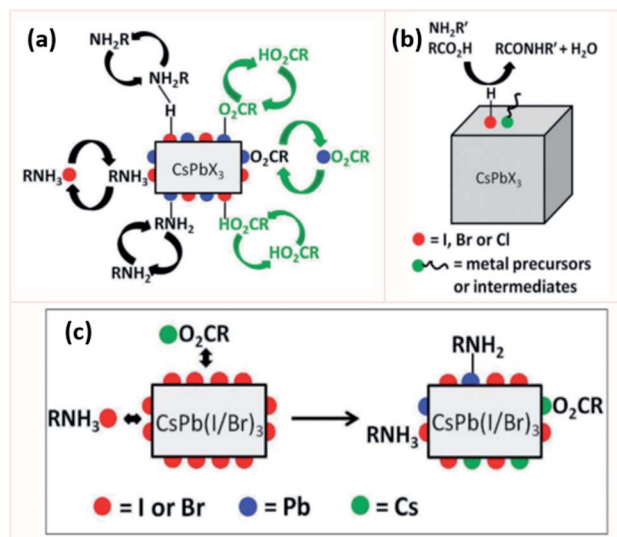 (a)
NH₂R
NH₂R
H
HO₂CR
O₂CR
CsPbX₃
O₂CR
O₂CR
RNH₃
RNH₃
RNH₂
RNH₂
HO₂CR
HO₂CR
(b)
NH₂R′
RCO₂H
RCONHR′ + H₂O
H
CsPbX₃
= I, Br or Cl
= metal precursors
or intermediates
(c)
O₂CR
RNH₃
CsPb(I/Br)₃
RNH₂
O₂CR
RNH₃
CsPb(I/Br)₃
= I or Br
= Pb
= Cs